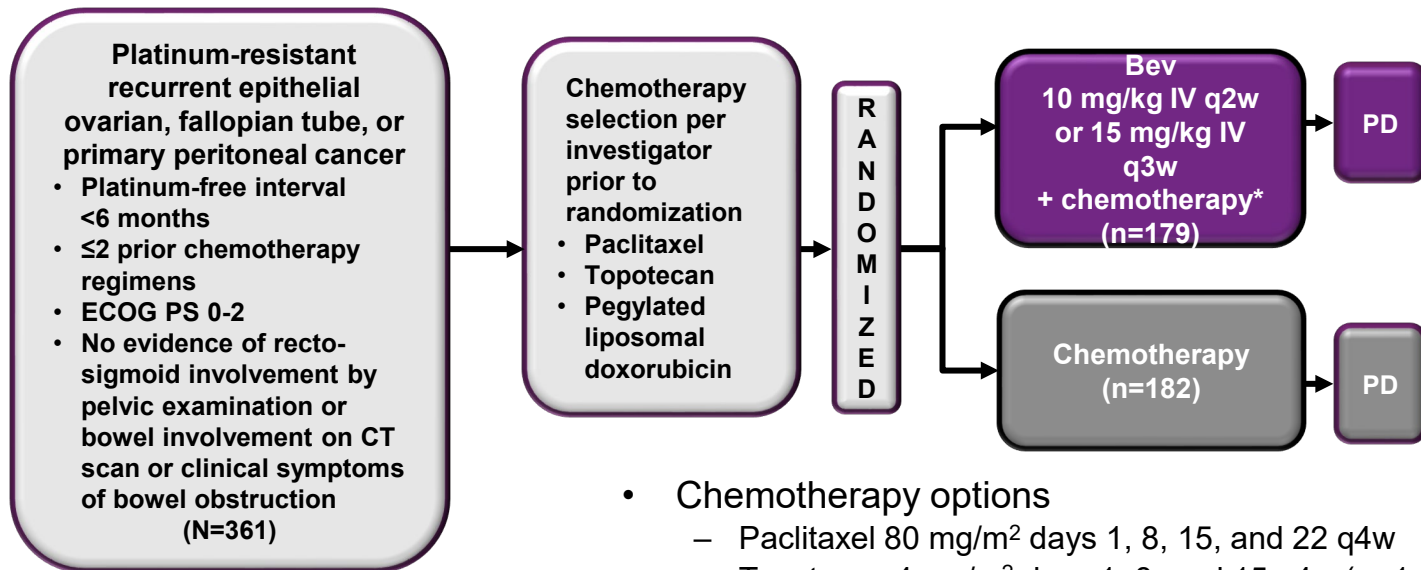 Platinum-resistant
recurrent epithelial
ovarian, fallopian tube, or
primary peritoneal cancer
• Platinum-free interval
<6 months
• ≤2 prior chemotherapy
regimens
• ECOG PS 0-2
• No evidence of recto-
sigmoid involvement by
pelvic examination or
bowel involvement on CT
scan or clinical symptoms
of bowel obstruction
(N=361)
Chemotherapy
selection per
investigator
prior to
randomization
• Paclitaxel
• Topotecan
• Pegylated
liposomal
doxorubicin
R
A
N
D
O
M
I
Z
E
D
Bev
10 mg/kg IV q2w
or 15 mg/kg IV
q3w
+ chemotherapy*
(n=179)
PD
Chemotherapy
(n=182)
PD
• Chemotherapy options
– Paclitaxel 80 mg/m² days 1, 8, 15, and 22 q4w